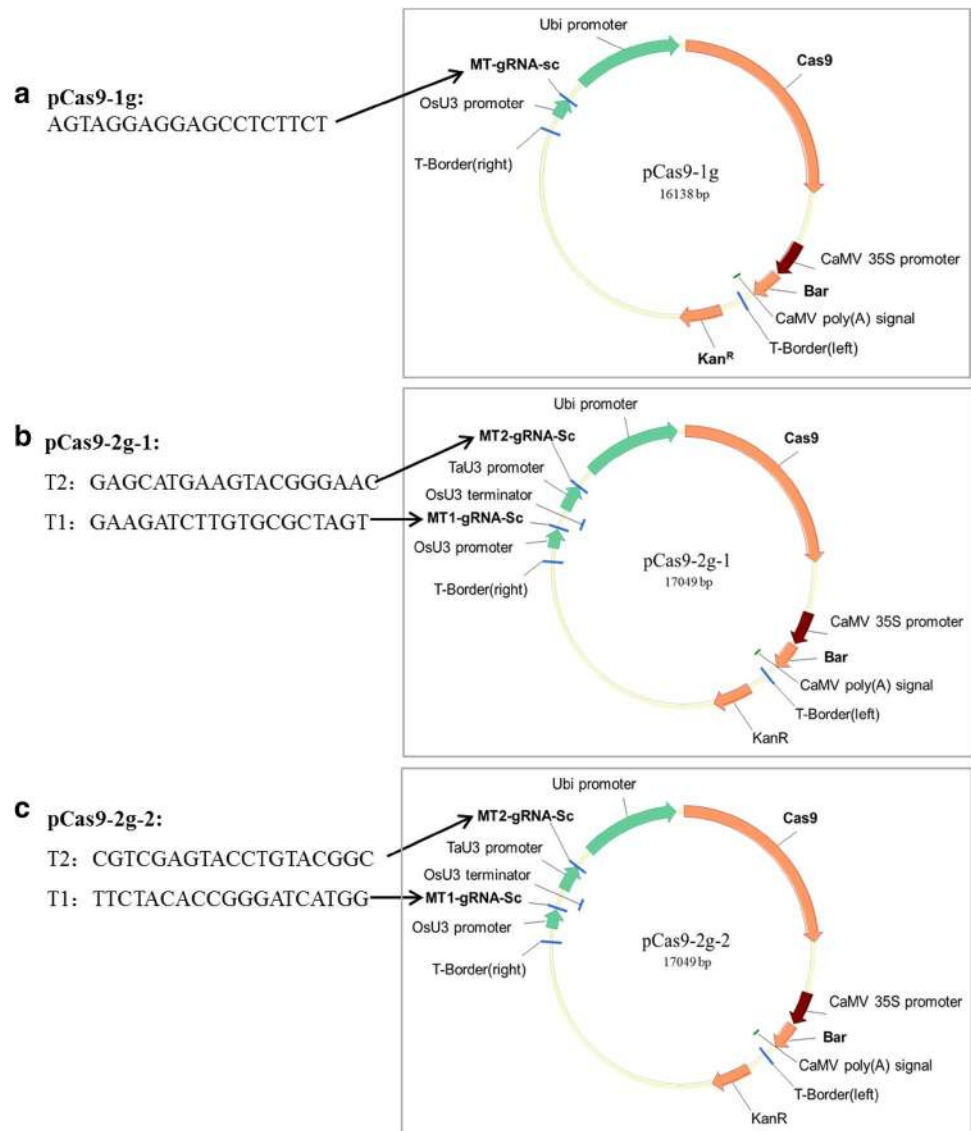 a
pCas9-1g:
AGTAGGAGGAGCCTCTTCT
Ubi promoter
MT-gRNA-sc
OsU3 promoter
T-Border(right)
Cas9
pCas9-1g
16138 bp
CaMV 35S promoter
Bar
CaMV poly(A) signal
T-Border(left)
Kanᴿ
b
pCas9-2g-1:
T2: GAGCATGAAGTACGGGAAC
T1: GAAGATCTTGTGCGCTAGT
Ubi promoter
MT2-gRNA-Sc
TaU3 promoter
OsU3 terminator
MT1-gRNA-Sc
OsU3 promoter
T-Border(right)
Cas9
pCas9-2g-1
17049 bp
CaMV 35S promoter
Bar
CaMV poly(A) signal
T-Border(left)
KanR
c
pCas9-2g-2:
T2: CGTCGAGTACCTGTACGGC
T1: TTCTACACCGGGATCATGG
Ubi promoter
MT2-gRNA-Sc
TaU3 promoter
OsU3 terminator
MT1-gRNA-Sc
OsU3 promoter
T-Border(right)
Cas9
pCas9-2g-2
17049 bp
CaMV 35S promoter
Bar
CaMV poly(A) signal
T-Border(left)
KanR